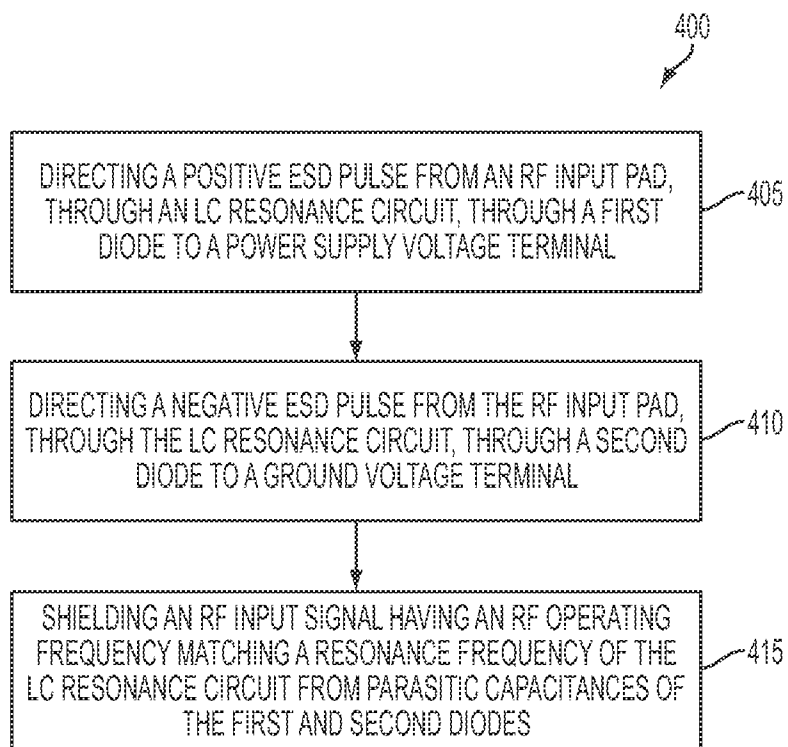 400
DIRECTING A POSITIVE ESD PULSE FROM AN RF INPUT PAD,
THROUGH AN LC RESONANCE CIRCUIT, THROUGH A FIRST
DIODE TO A POWER SUPPLY VOLTAGE TERMINAL
405
DIRECTING A NEGATIVE ESD PULSE FROM THE RF INPUT PAD,
THROUGH THE LC RESONANCE CIRCUIT, THROUGH A SECOND
DIODE TO A GROUND VOLTAGE TERMINAL
410
SHIELDING AN RF INPUT SIGNAL HAVING AN RF OPERATING
FREQUENCY MATCHING A RESONANCE FREQUENCY OF THE
LC RESONANCE CIRCUIT FROM PARASITIC CAPACITANCES OF
THE FIRST AND SECOND DIODES
415